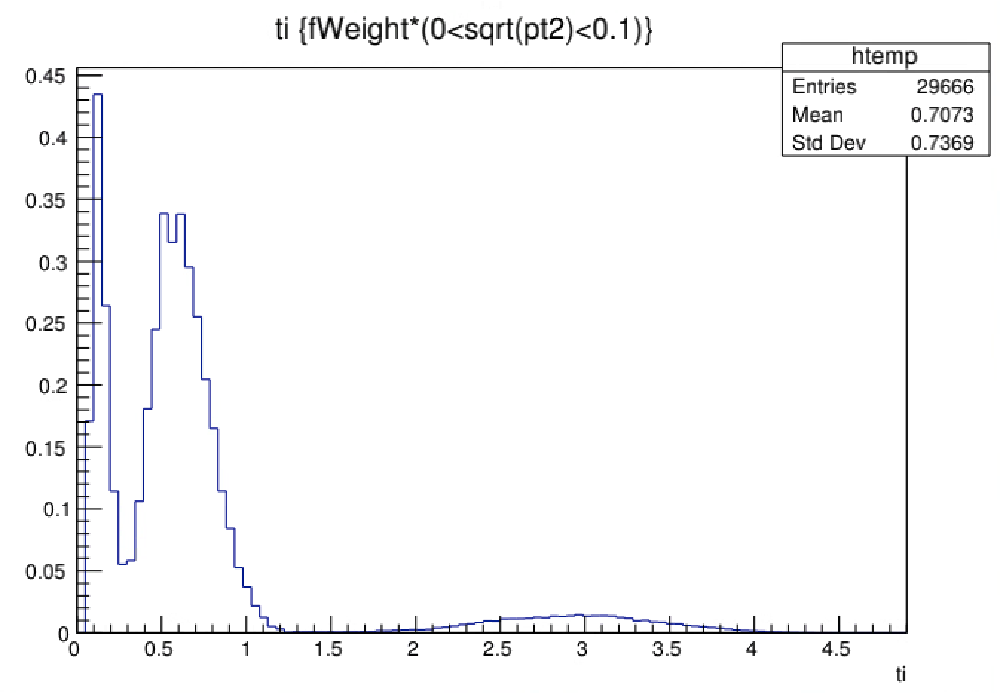 ti {fWeight*(0<sqrt(pt2)<0.1)}
htemp
Entries 29666
Mean 0.7073
Std Dev 0.7369
0.45
0.4
0.35
0.3
0.25
0.2
0.15
0.1
0.05
0
0 0.5 1 1.5 2 2.5 3 3.5 4 4.5
ti